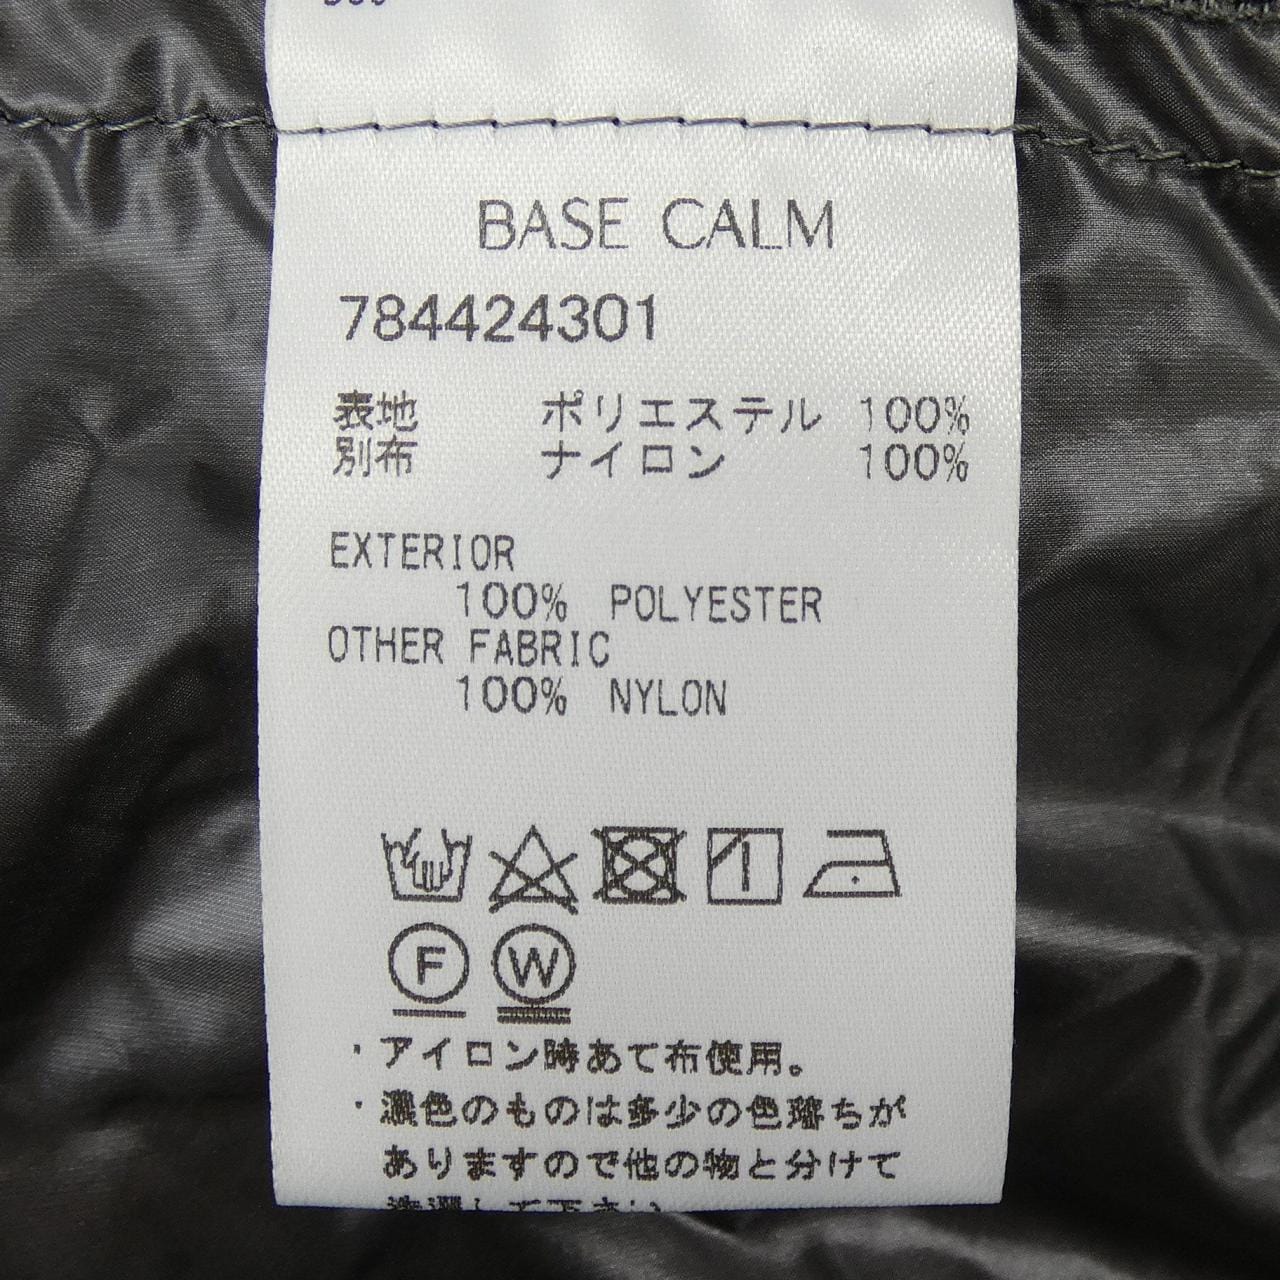 BASE CALM
784424301
表地 ポリエステル 100%
別布 ナイロン 100%
EXTERIOR
100% POLYESTER
OTHER FABRIC
100% NYLON
F W
・アイロン時あて布使用。
・濃色のものは多少の色落ちが
ありますので他の物と分けて